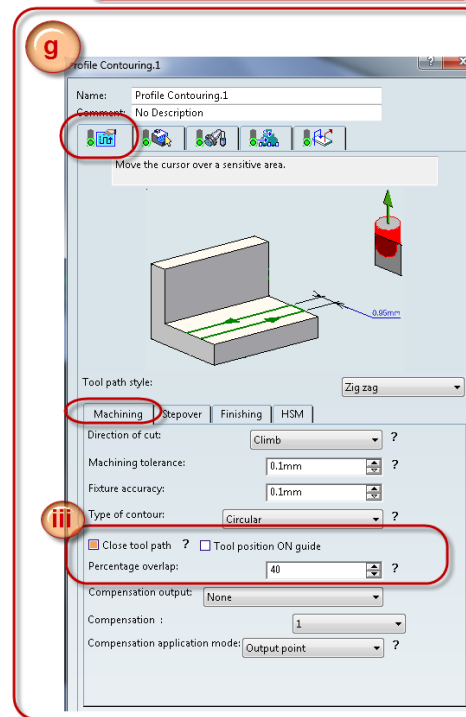 g
Profile Contouring.1
Name: Profile Contouring.1
Comment: No Description
Move the cursor over a sensitive area.
0.95mm
Tool path style: Zig zag
Machining Stepover Finishing HSM
Direction of cut: Climb ?
Machining tolerance: 0.1mm ?
Fixture accuracy: 0.1mm
iii
Type of contour: Circular ?
Close tool path ? Tool position ON guide
Percentage overlap: 40 ?
Compensation output: None
Compensation : 1
Compensation application mode: Output point ?